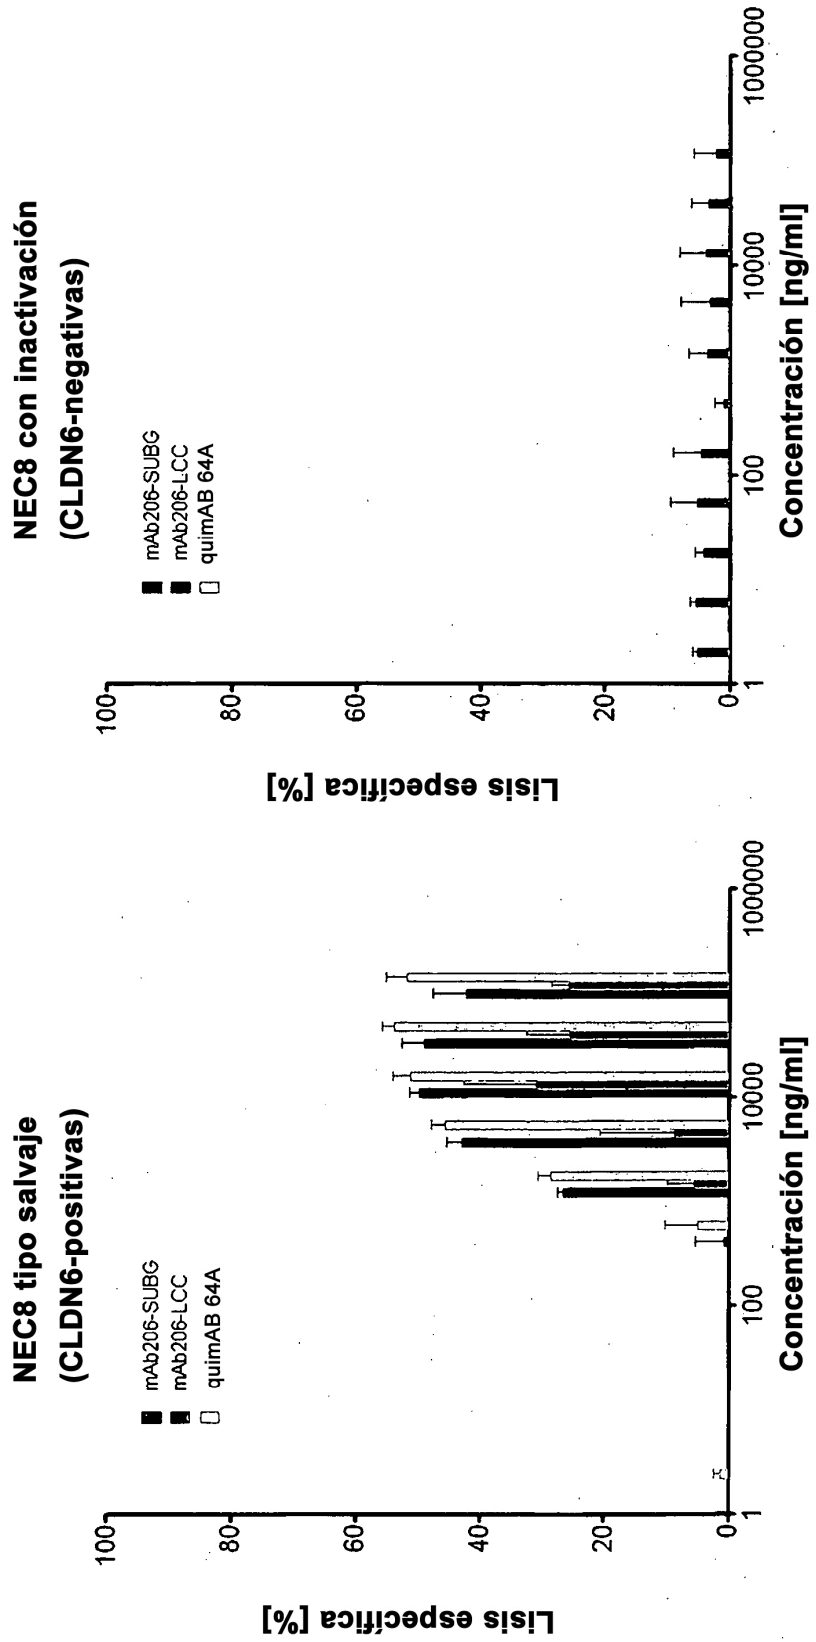 NEC8 tipo salvaje
(CLDN6-positivas)
mAb206-SUBG
mAb206-LCC
quimAB 64A
Lisis específica [%]
100
80
60
40
20
0
1
100
10000
1000000
Concentración [ng/ml]
NEC8 con inactivación
(CLDN6-negativas)
mAb206-SUBG
mAb206-LCC
quimAB 64A
Lisis específica [%]
100
80
60
40
20
0
1
100
10000
1000000
Concentración [ng/ml]